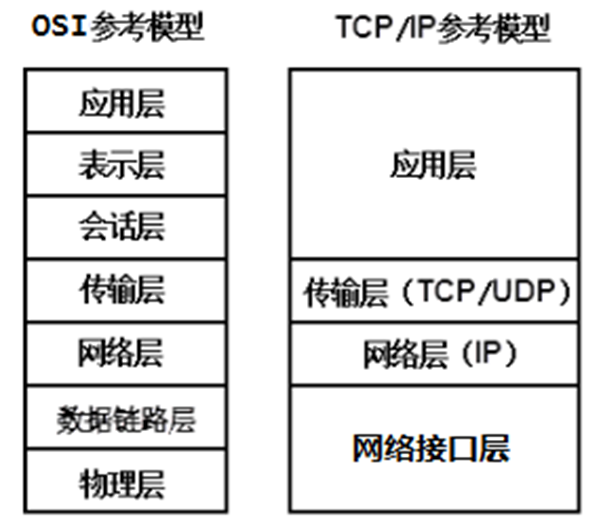 OSI参考模型
TCP/IP参考模型
应用层
表示层
会话层
传输层
网络层
数据链路层
物理层
应用层
传输层（TCP/UDP）
网络层（IP）
网络接口层